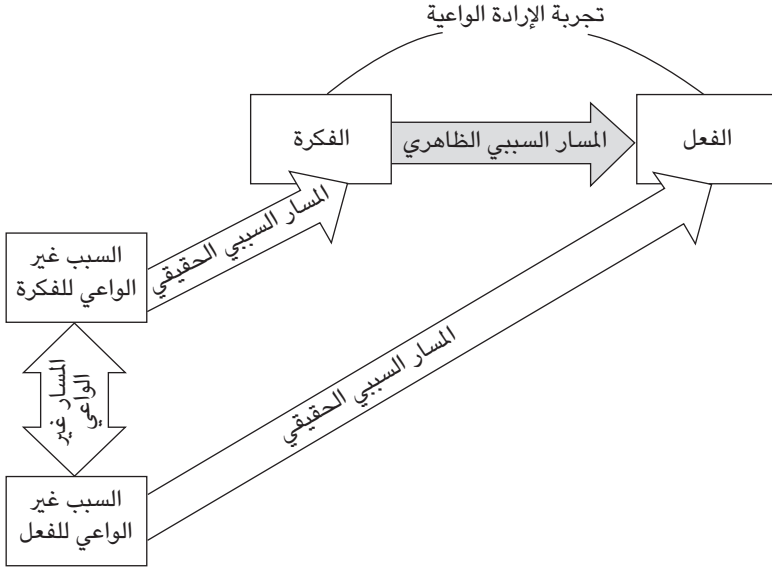 تجربة الإرادة الواعية
الفكرة
المسار السببي الظاهري
الفعل
المسار السببي الحقيقي
السبب غير
الواعي للفكرة
المسار السببي الحقيقي
المسار غير
الواعي
السبب غير
الواعي للفعل